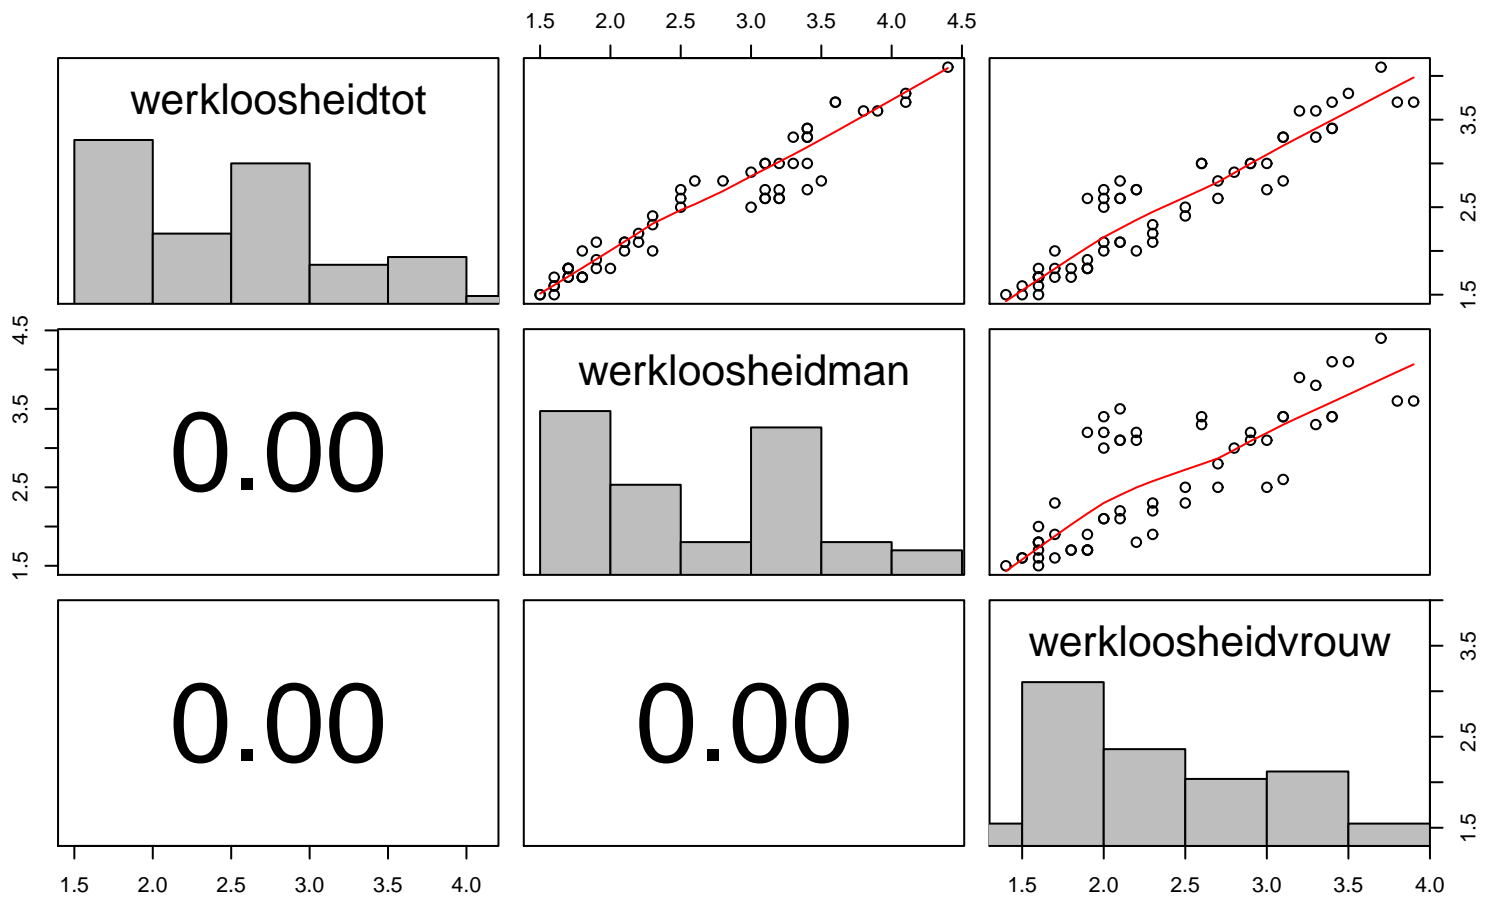 1.5 2.0 2.5 3.0 3.5 4.0 4.5
werkloosheidtot
1.5 2.5 3.5
1.5 2.5 3.5 4.5
0.00
werkloosheidman
0.00
0.00
werkloosheidvrouw
1.5 2.5 3.5
1.5 2.0 2.5 3.0 3.5 4.0
1.5 2.0 2.5 3.0 3.5 4.0